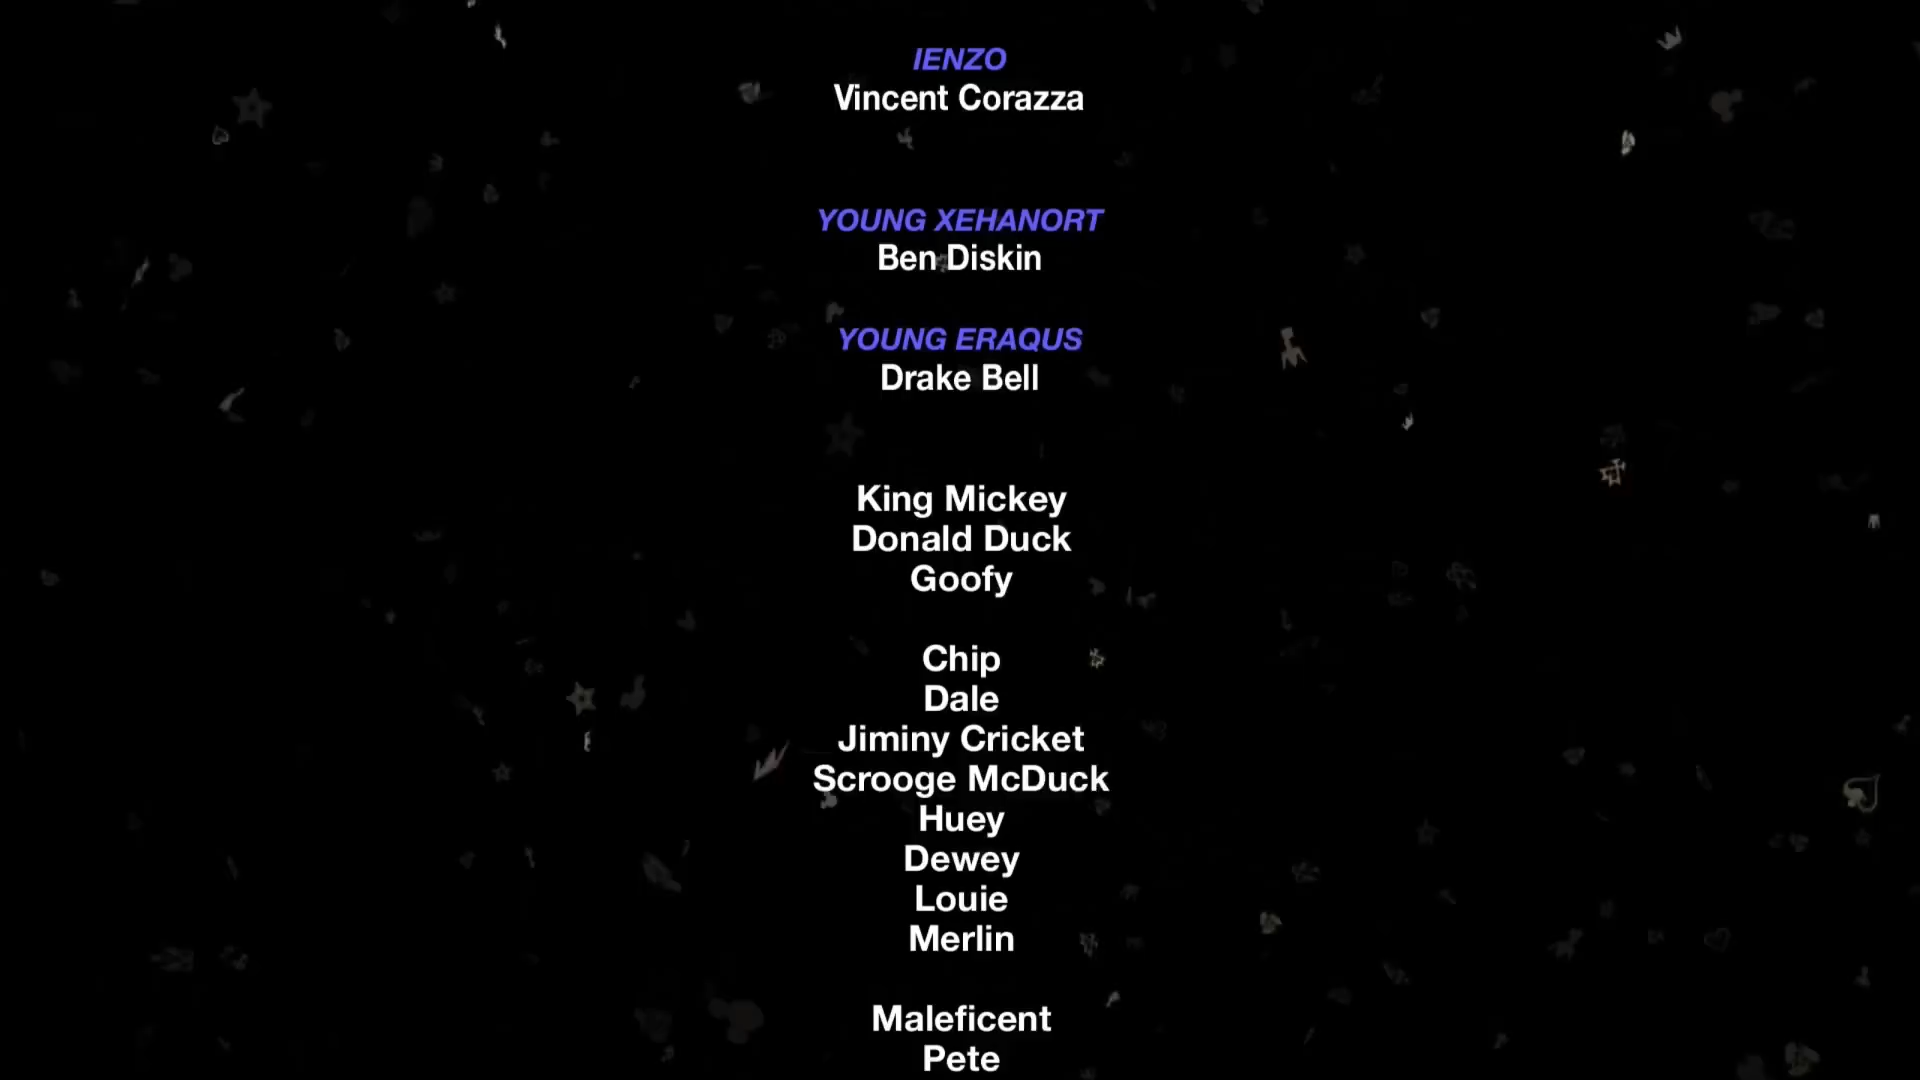 IENZO
Vincent Corazza
YOUNG XEHANORT
Ben Diskin
YOUNG ERAQUS
Drake Bell
King Mickey
Donald Duck
Goofy
Chip
Dale
Jiminy Cricket
Scrooge McDuck
Huey
Dewey
Louie
Merlin
Maleficent
Pete